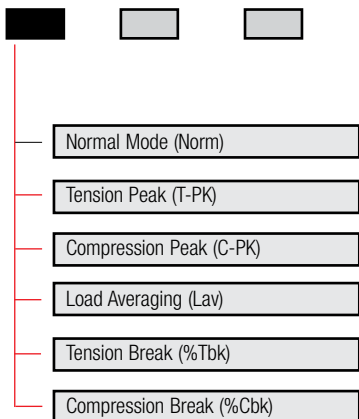 Normal Mode (Norm)
Tension Peak (T-PK)
Compression Peak (C-PK)
Load Averaging (Lav)
Tension Break (%Tbk)
Compression Break (%Cbk)